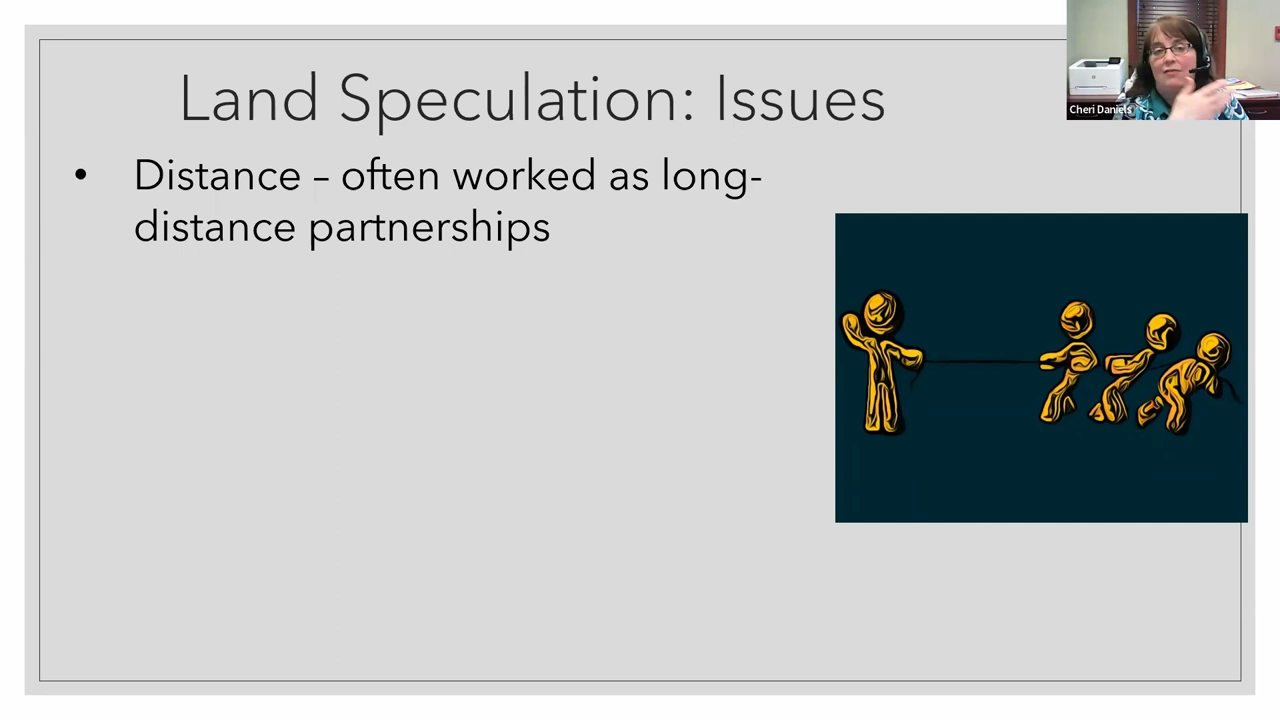 Land Speculation: Issues
• Distance – often worked as long-
distance partnerships
Cheri Daniels